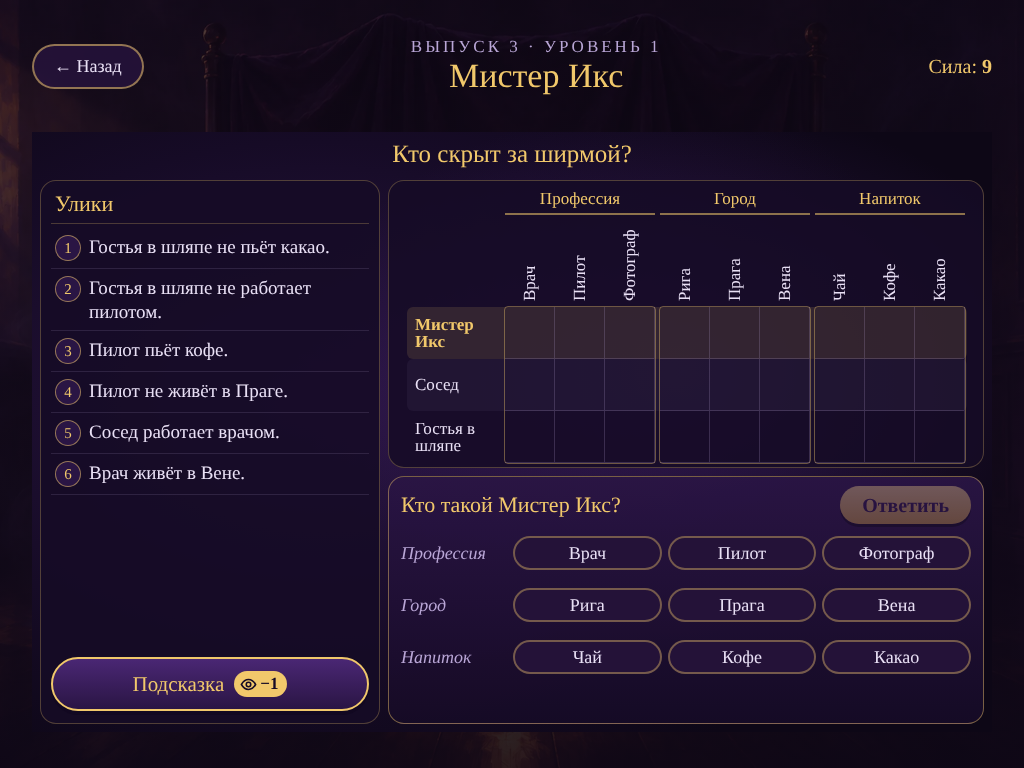 ← Назад
ВЫПУСК 3 · УРОВЕНЬ 1
Мистер Икс
Сила: 9
Кто скрыт за ширмой?
Улики
1 Гостья в шляпе не пьёт какао.
2 Гостья в шляпе не работает
пилотом.
3 Пилот пьёт кофе.
4 Пилот не живёт в Праге.
5 Сосед работает врачом.
6 Врач живёт в Вене.
Подсказка −1
Профессия Город Напиток
Врач Пилот Фотограф Рига Прага Вена Чай Кофе Какао
Мистер
Икс
Сосед
Гостья в
шляпе
Кто такой Мистер Икс?
Ответить
Профессия Врач Пилот Фотограф
Город Рига Прага Вена
Напиток Чай Кофе Какао